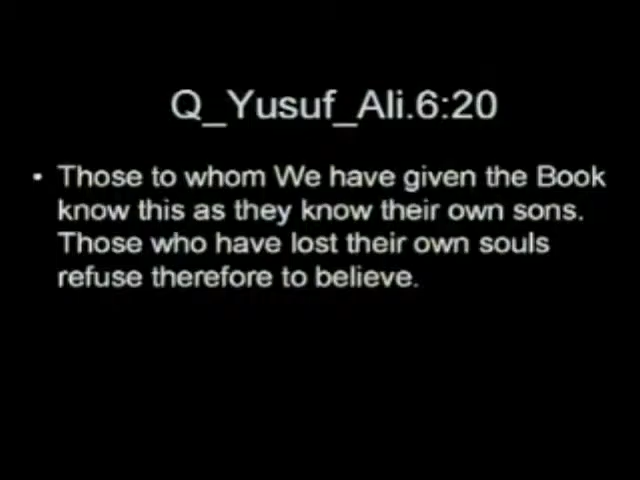 Q_Yusuf_Ali.6:20
• Those to whom We have given the Book
know this as they know their own sons.
Those who have lost their own souls
refuse therefore to believe.